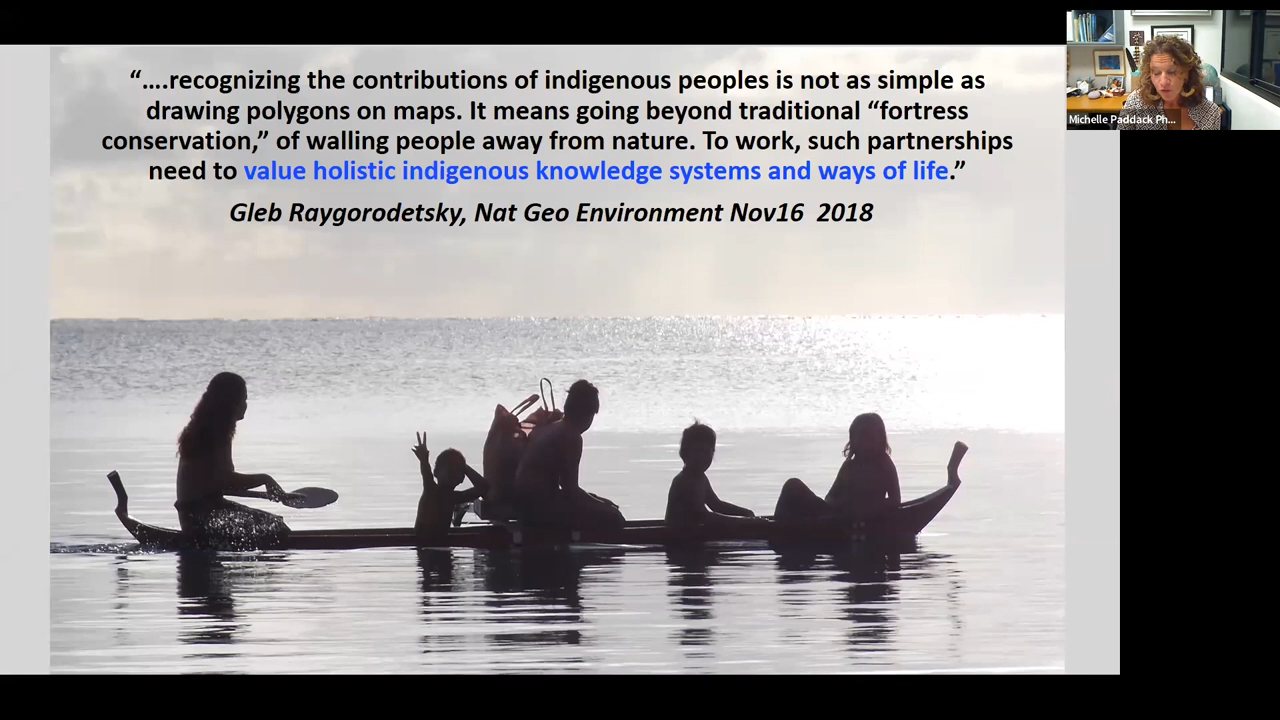 “….recognizing the contributions of indigenous peoples is not as simple as
drawing polygons on maps. It means going beyond traditional “fortress
conservation,” of walling people away from nature. To work, such partnerships
need to value holistic indigenous knowledge systems and ways of life.”
Gleb Raygorodetsky, Nat Geo Environment Nov16  2018
Michelle Paddack Ph...